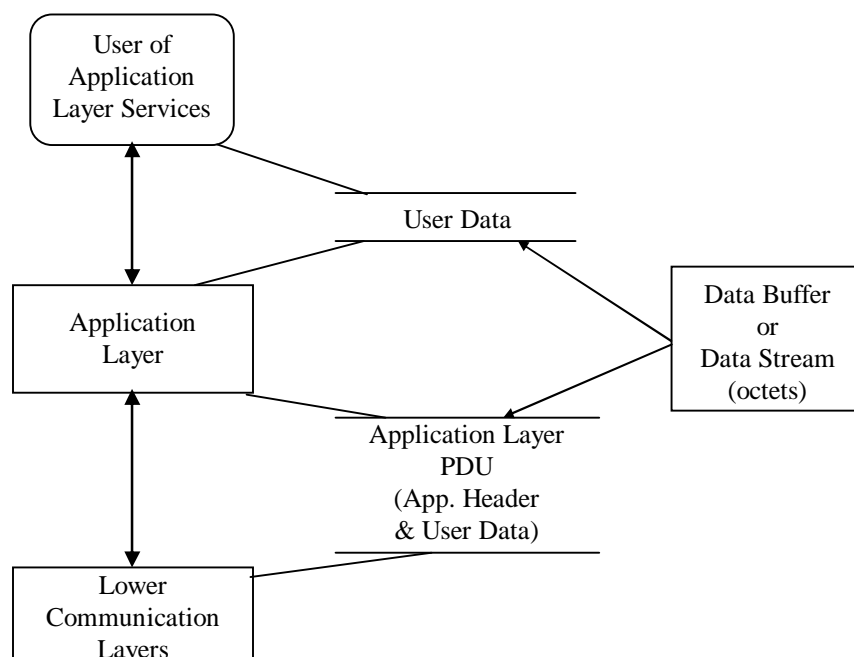 User of
Application
Layer Services
User Data
Data Buffer
or
Data Stream
(octets)
Application
Layer
Application Layer
PDU
(App. Header
& User Data)
Lower
Communication
Layers